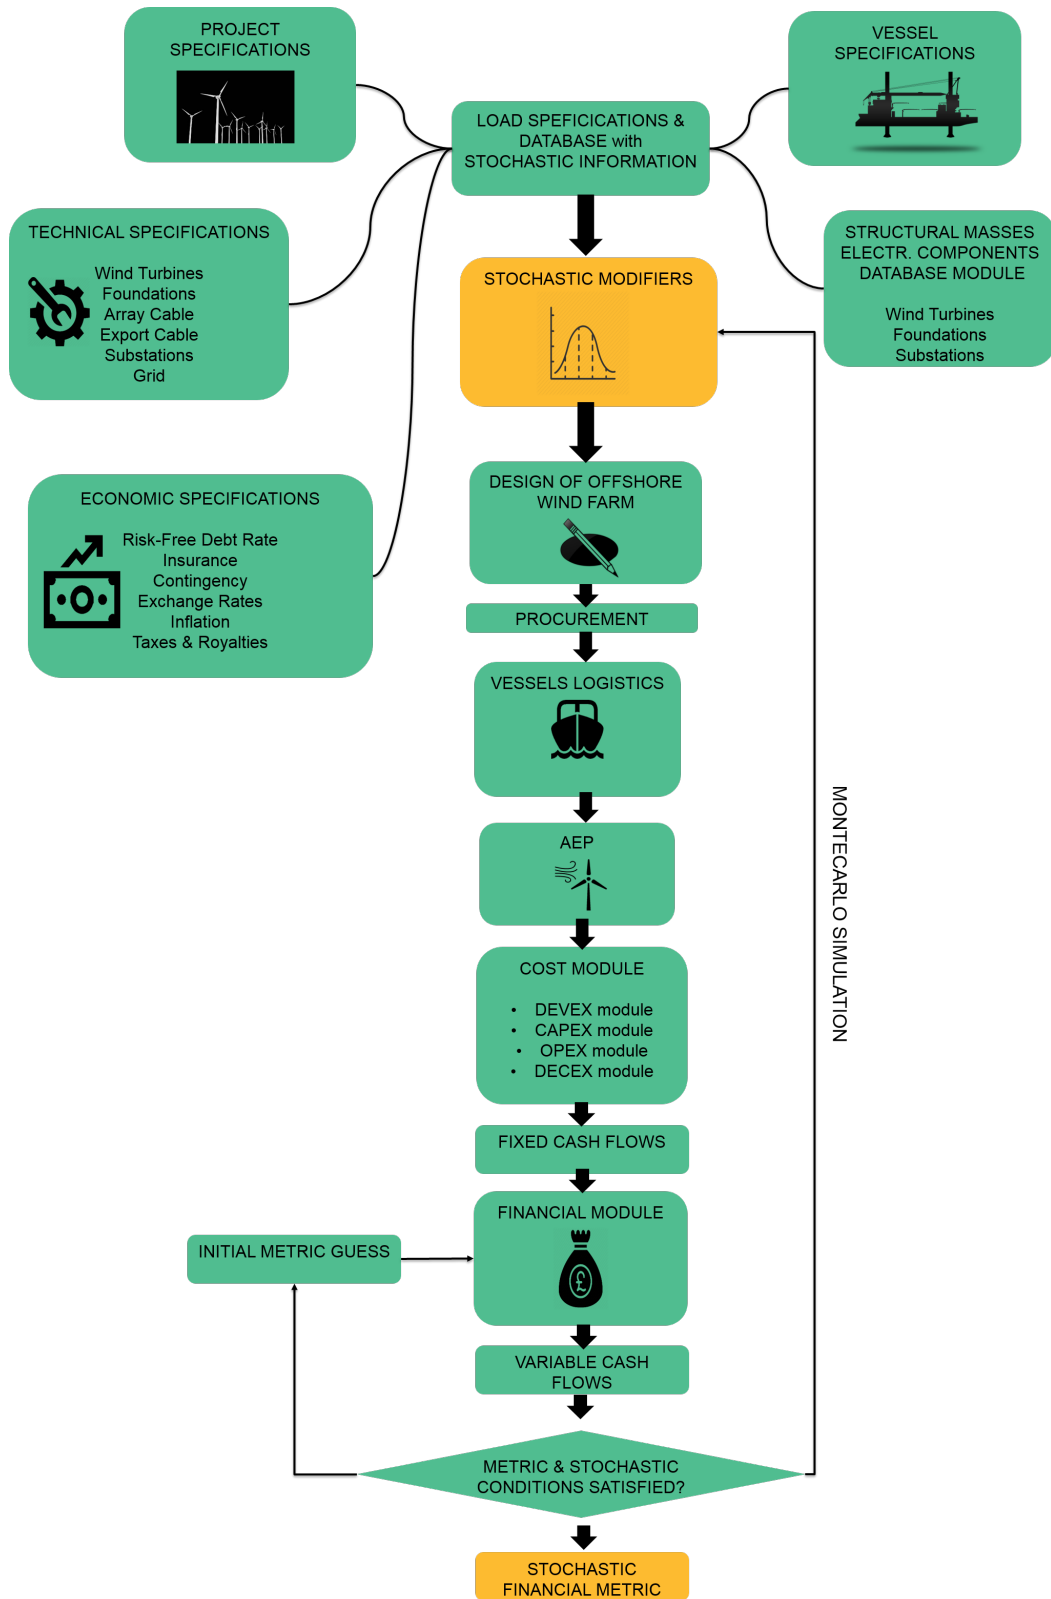 PROJECT
SPECIFICATIONS
VESSEL
SPECIFICATIONS
LOAD SPEFICICATIONS &
DATABASE with
STOCHASTIC INFORMATION
TECHNICAL SPECIFICATIONS
Wind Turbines
Foundations
Array Cable
Export Cable
Substations
Grid
STRUCTURAL MASSES
ELECTR. COMPONENTS
DATABASE MODULE
Wind Turbines
Foundations
Substations
STOCHASTIC MODIFIERS
ECONOMIC SPECIFICATIONS
Risk-Free Debt Rate
Insurance
Contingency
Exchange Rates
Inflation
Taxes & Royalties
DESIGN OF OFFSHORE
WIND FARM
PROCUREMENT
VESSELS LOGISTICS
AEP
MONTECARLO SIMULATION
COST MODULE
• DEVEX module
• CAPEX module
• OPEX module
• DECEX module
FIXED CASH FLOWS
FINANCIAL MODULE
£
INITIAL METRIC GUESS
VARIABLE CASH
FLOWS
METRIC & STOCHASTIC
CONDITIONS SATISFIED?
STOCHASTIC
FINANCIAL METRIC